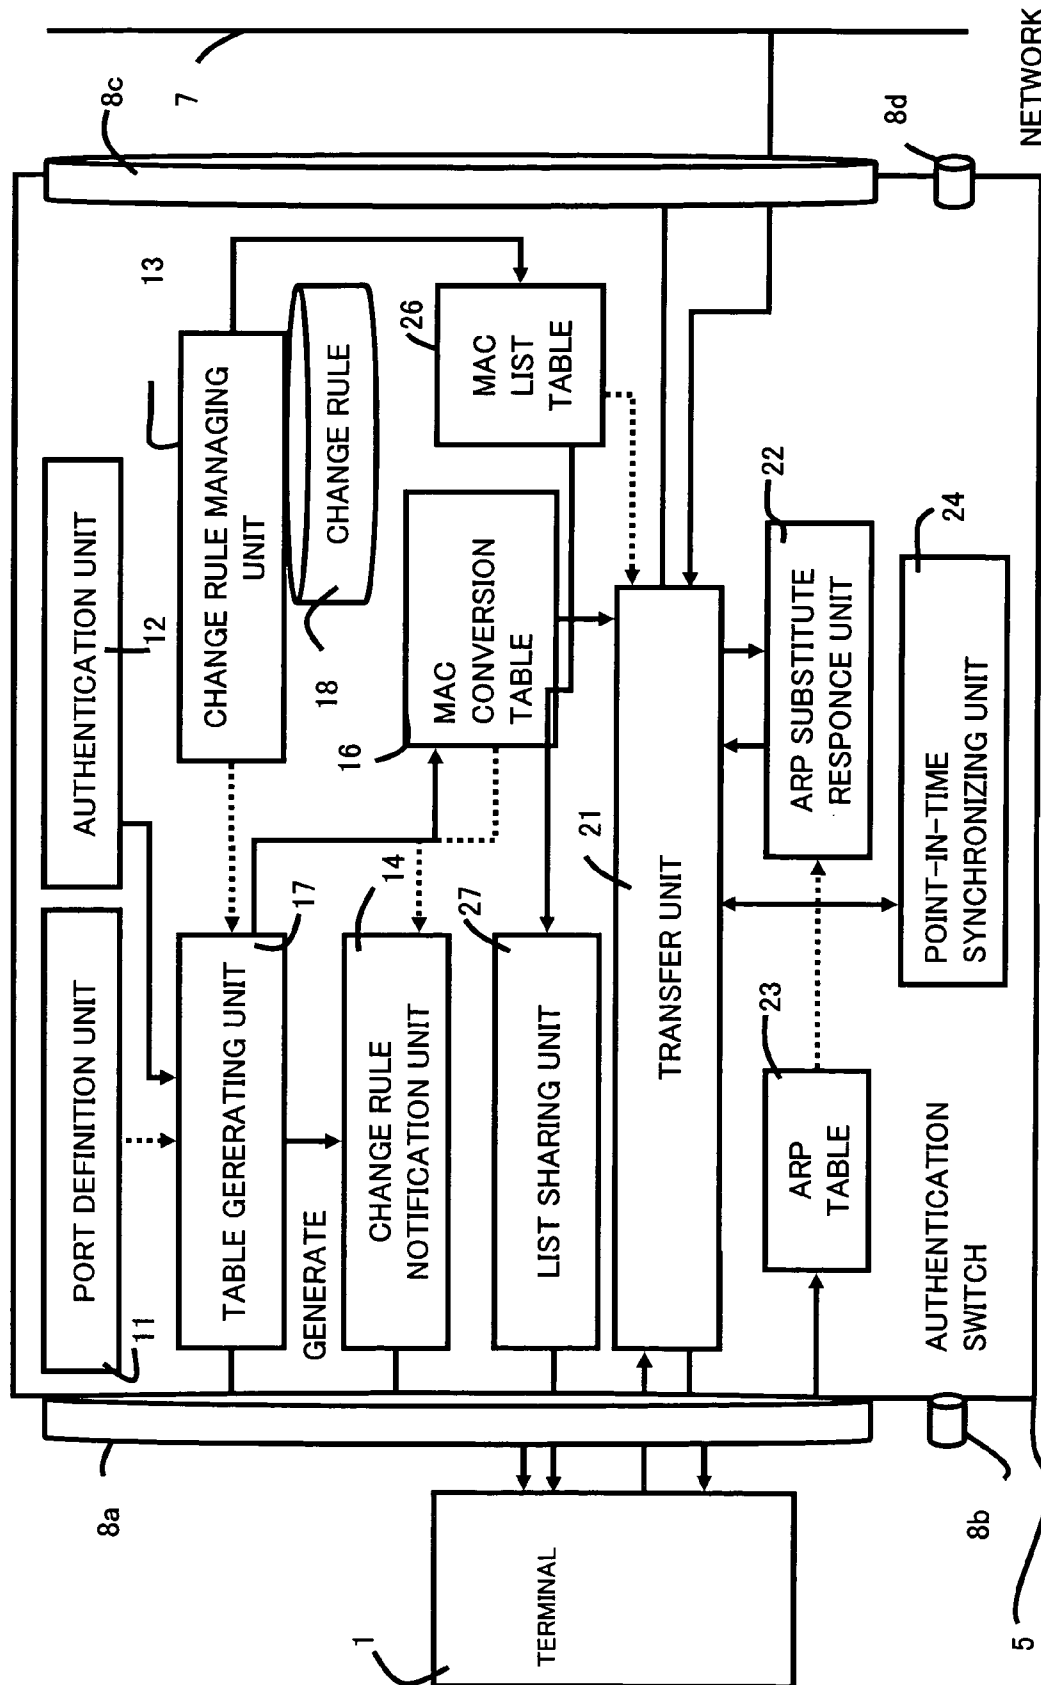 8a
8c
7
PORT DEFINITION UNIT
11
AUTHENTICATION UNIT
12
13
TABLE GERERATING UNIT
17
CHANGE RULE MANAGING
UNIT
CHANGE RULE
18
GENERATE
CHANGE RULE
NOTIFICATION UNIT
14
16
MAC
CONVERSION
TABLE
26
MAC
LIST
TABLE
LIST SHARING UNIT
27
1
TERMINAL
TRANSFER UNIT
21
ARP
TABLE
23
ARP SUBSTITUTE
RESPONCE UNIT
22
POINT-IN-TIME
SYNCHRONIZING UNIT
24
AUTHENTICATION
SWITCH
8b
8d
5
NETWORK